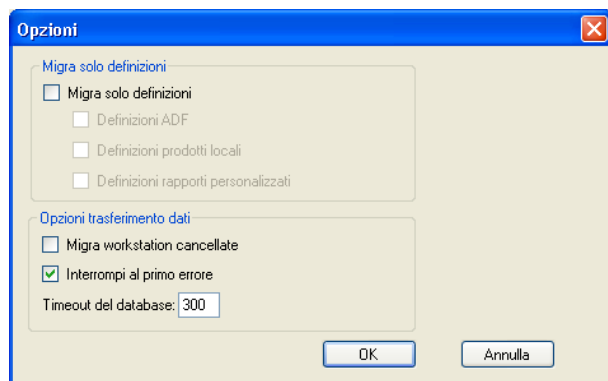 Opzioni
Migra solo definizioni
Migra solo definizioni
Definizioni ADF
Definizioni prodotti locali
Definizioni rapporti personalizzati
Opzioni trasferimento dati
Migra workstation cancellate
Interrompi al primo errore
Timeout del database: 300
OK Annulla